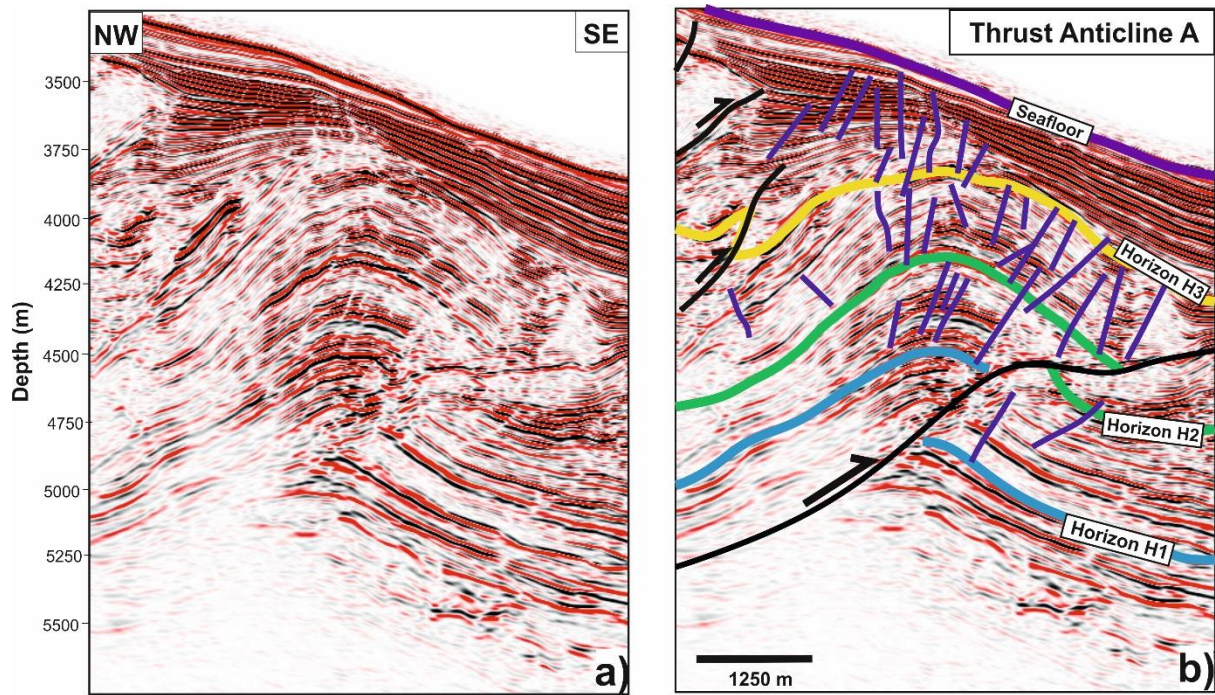 NW
SE
Depth (m)
3500
3750
4000
4250
4500
4750
5000
5250
5500
a)
Thrust Anticline A
Seafloor
Horizon H3
Horizon H2
Horizon H1
1250 m
b)